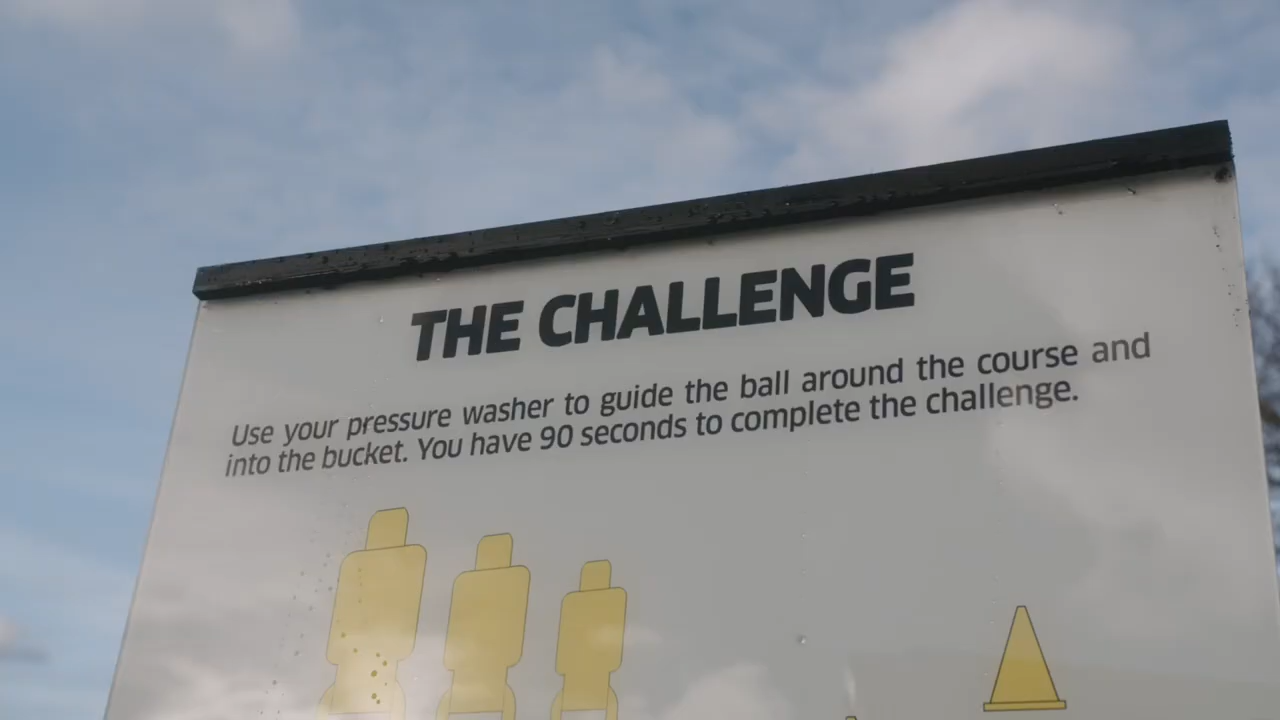 THE CHALLENGE
Use your pressure washer to guide the ball around the course and
into the bucket. You have 90 seconds to complete the challenge.